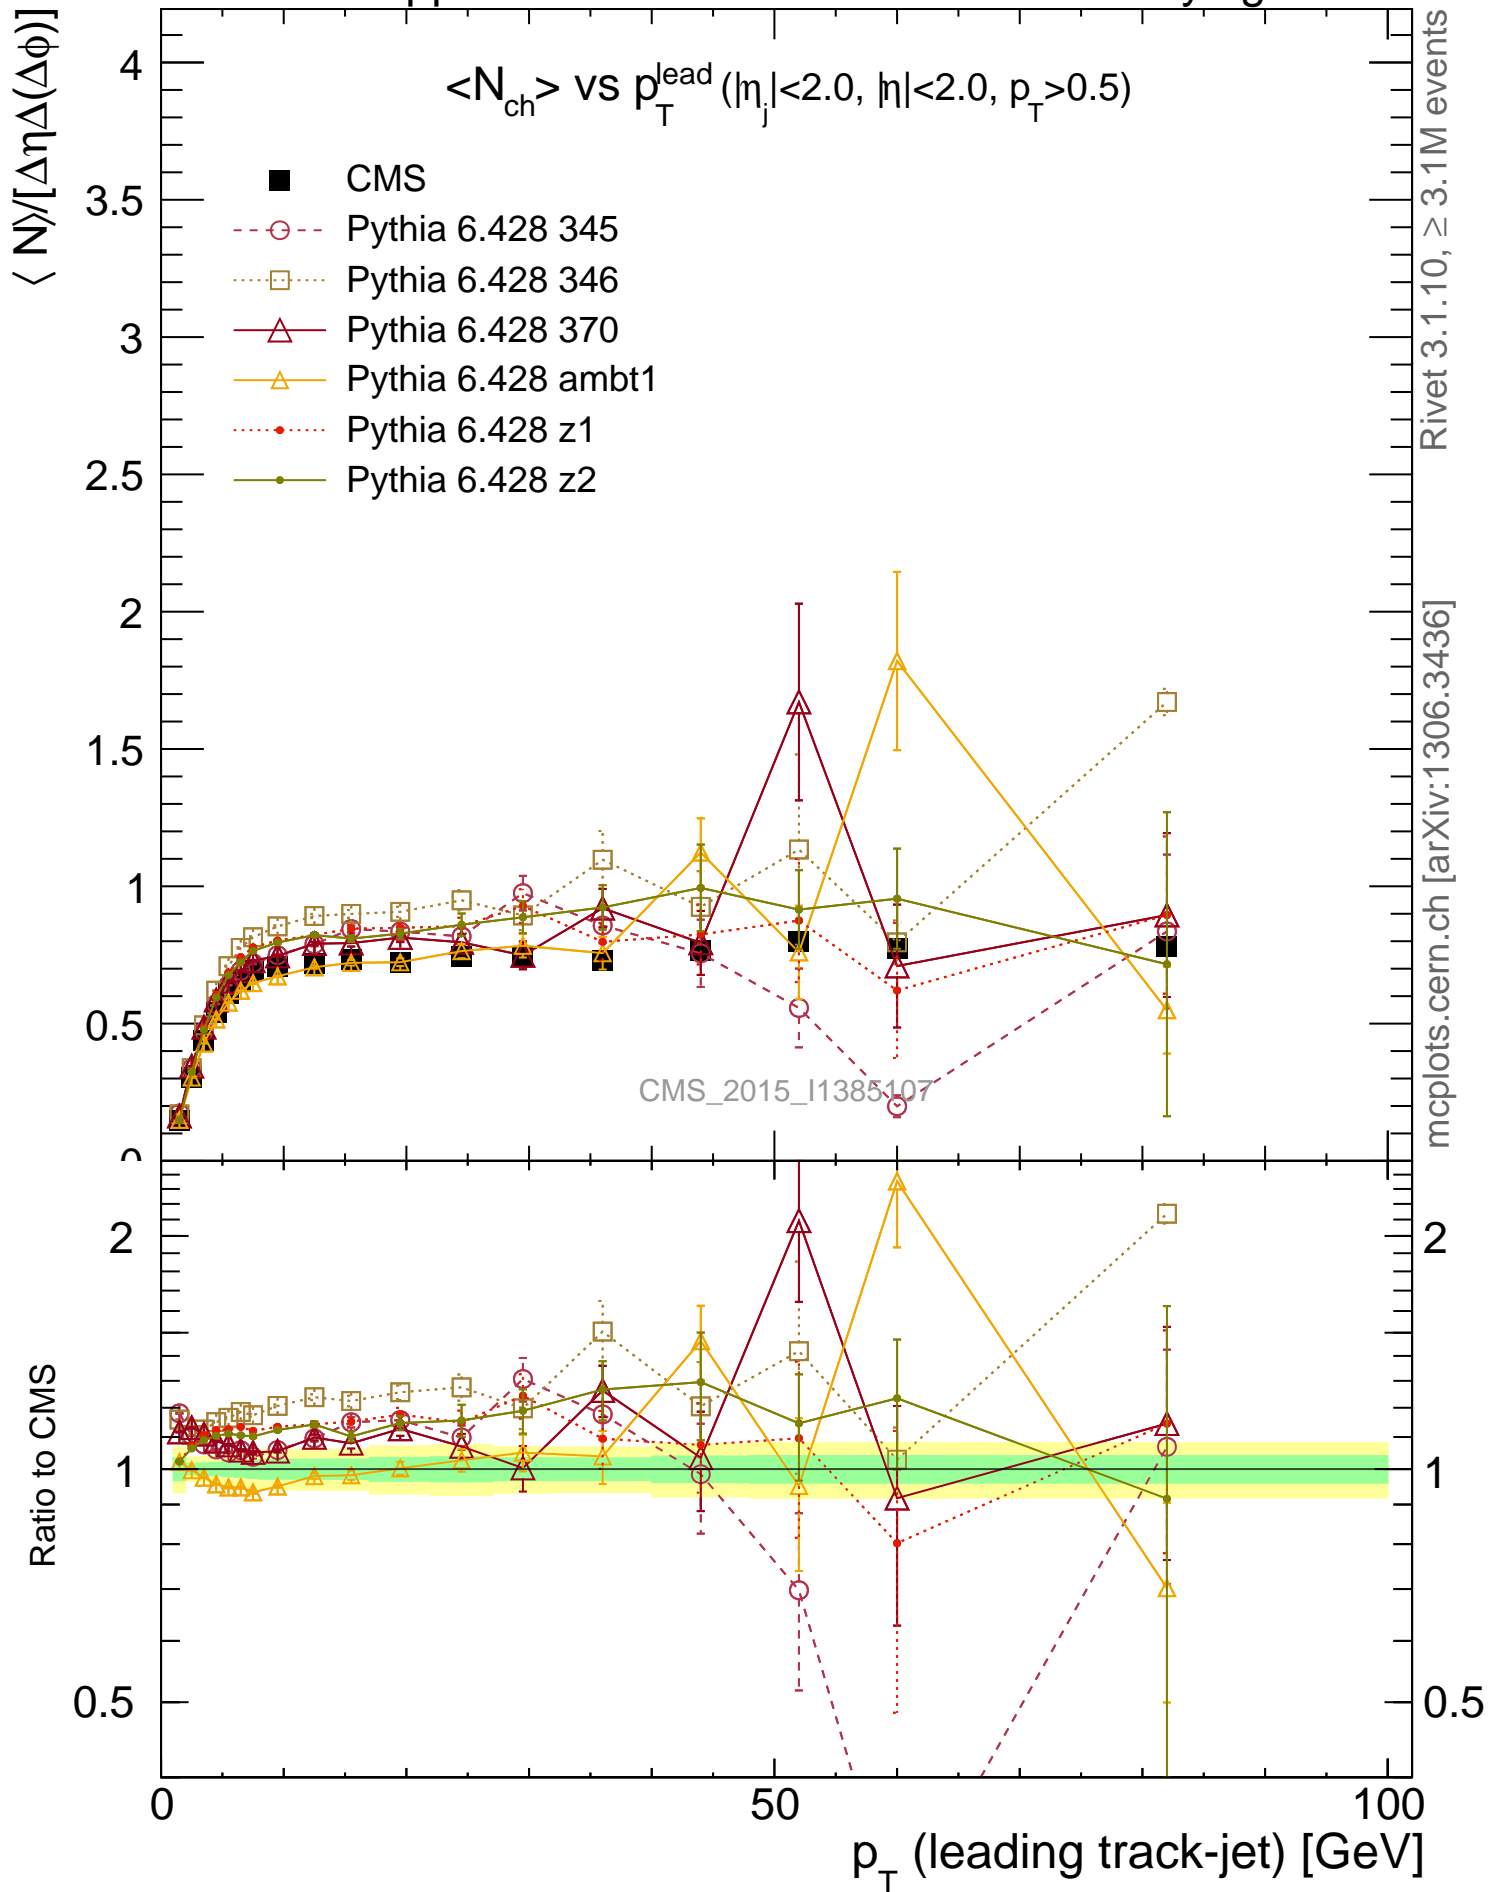 <N_ch> vs p_T^lead (|η_j|<2.0, |η|<2.0, p_T>0.5)
⟨ N⟩/[ΔηΔ(Δϕ)]
CMS
Pythia 6.428 345
Pythia 6.428 346
Pythia 6.428 370
Pythia 6.428 ambt1
Pythia 6.428 z1
Pythia 6.428 z2
4
3.5
3
2.5
2
1.5
1
0.5
0
CMS_2015_I1385107
Rivet 3.1.10, ≥ 3.1M events
mcplots.cern.ch [arXiv:1306.3436]
Ratio to CMS
2
1
0.5
2
1
0.5
0
50
100
p_T (leading track-jet) [GeV]